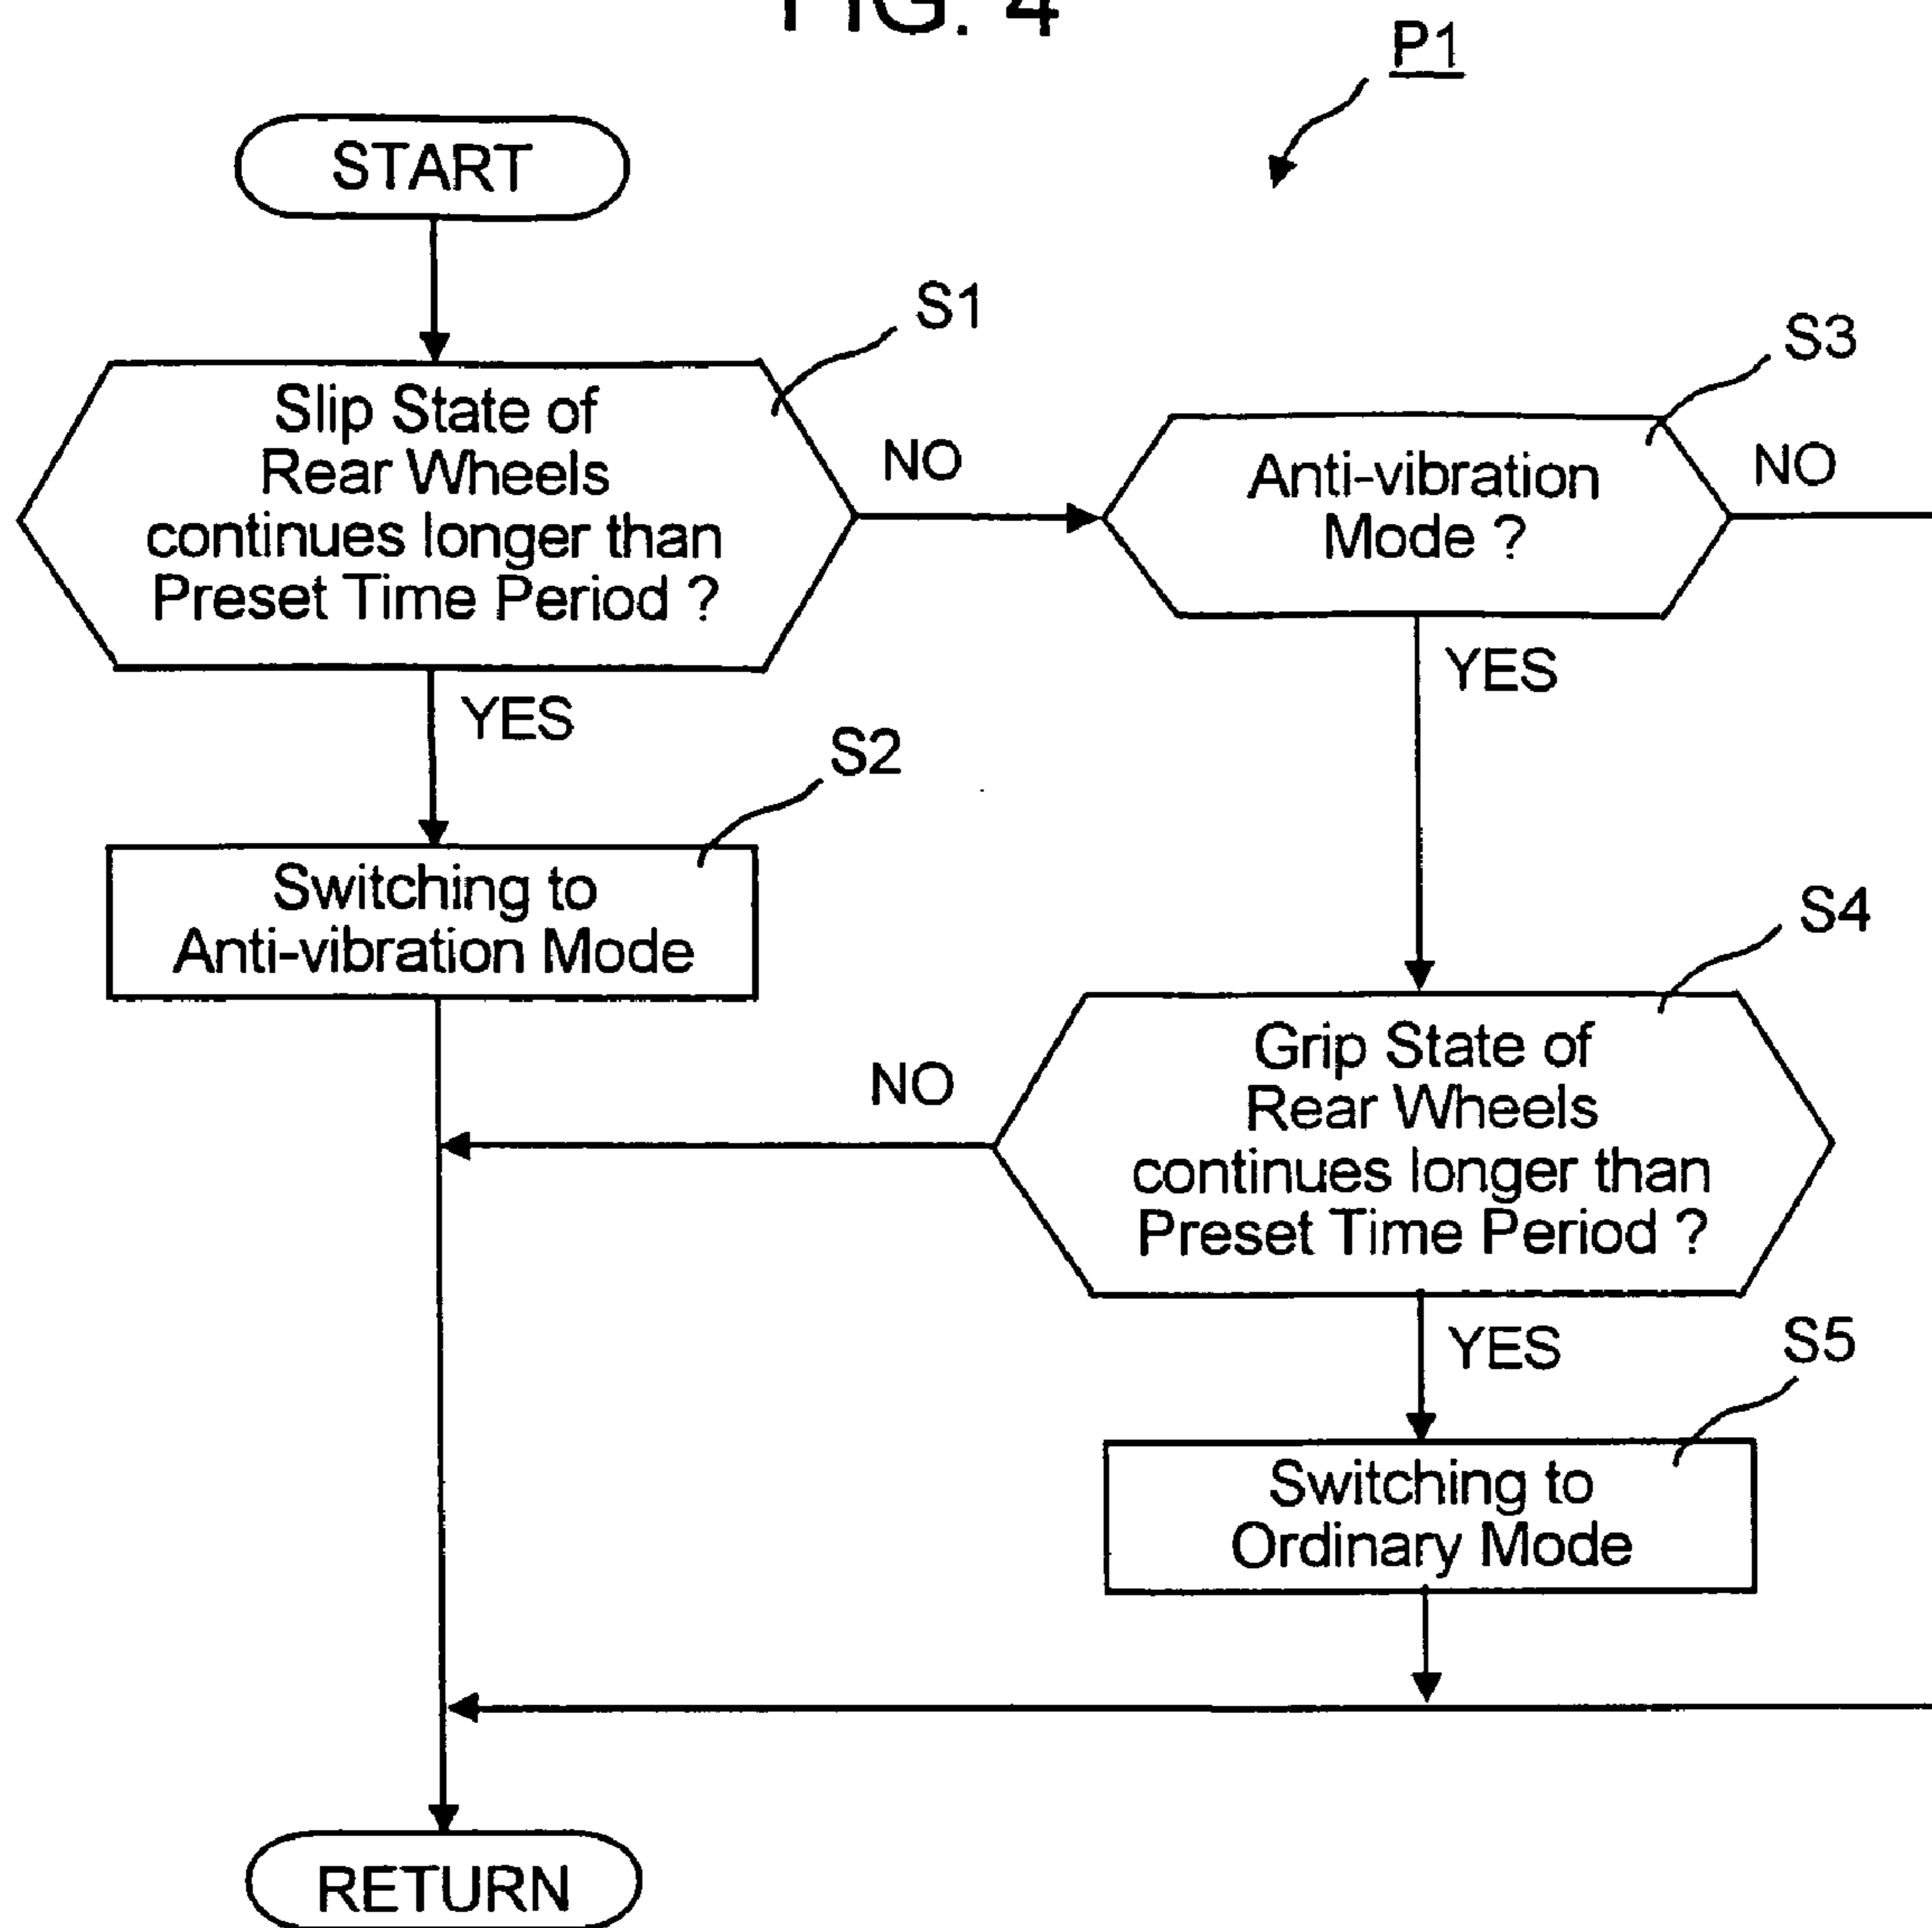 FIG. 4
P1
START
S1
Slip State of
Rear Wheels
continues longer than
Preset Time Period ?
NO
S3
Anti-vibration
Mode ?
NO
YES
YES
S2
Switching to
Anti-vibration Mode
S4
Grip State of
Rear Wheels
continues longer than
Preset Time Period ?
NO
YES
S5
Switching to
Ordinary Mode
RETURN